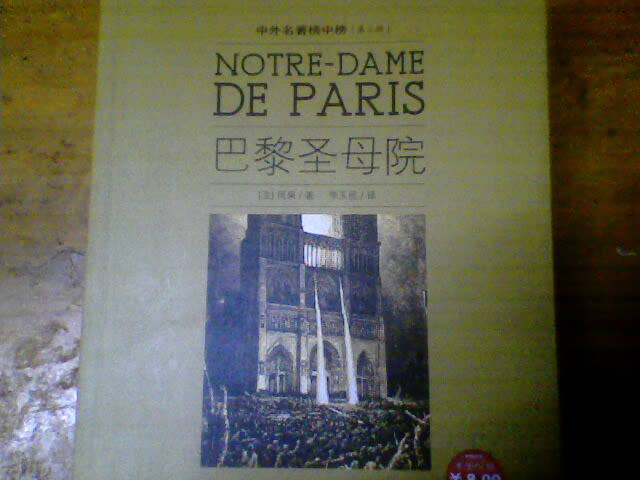 中外名著榜中榜
NOTRE-DAME
DE PARIS
巴黎圣母院
[法] 雨果 / 著 / 译